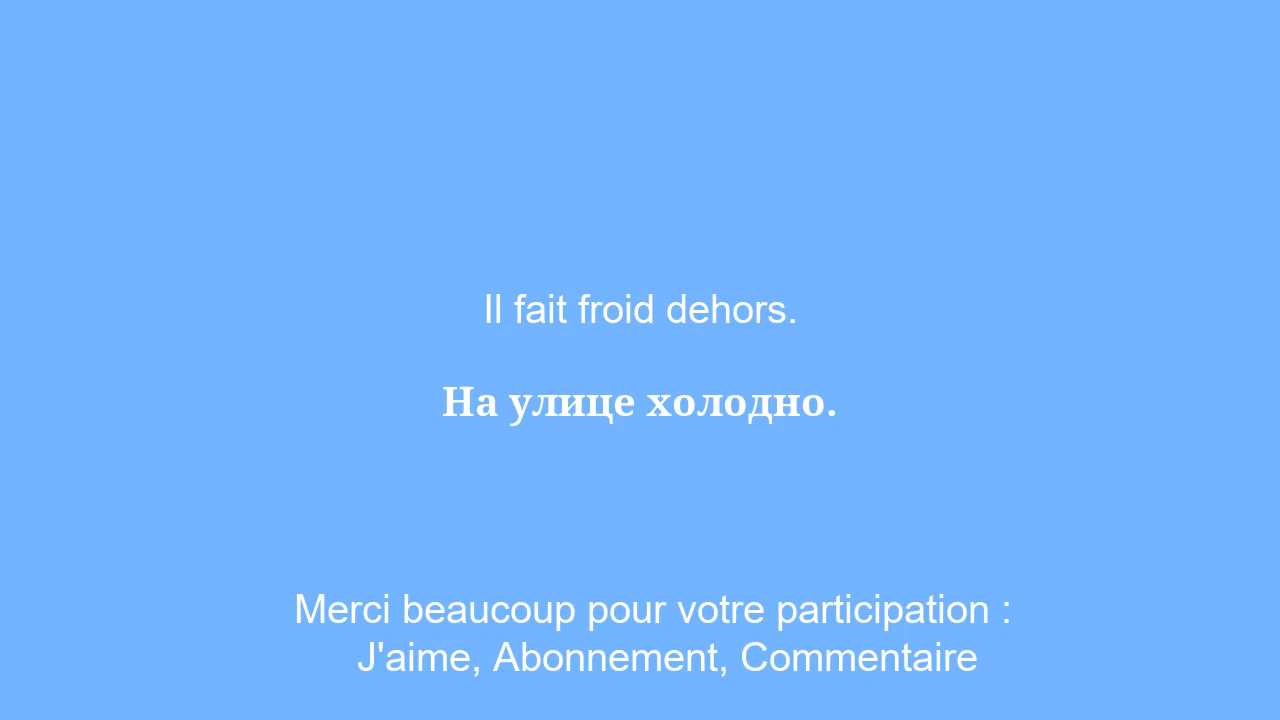 Il fait froid dehors.
На улице холодно.
Merci beaucoup pour votre participation :
J'aime, Abonnement, Commentaire